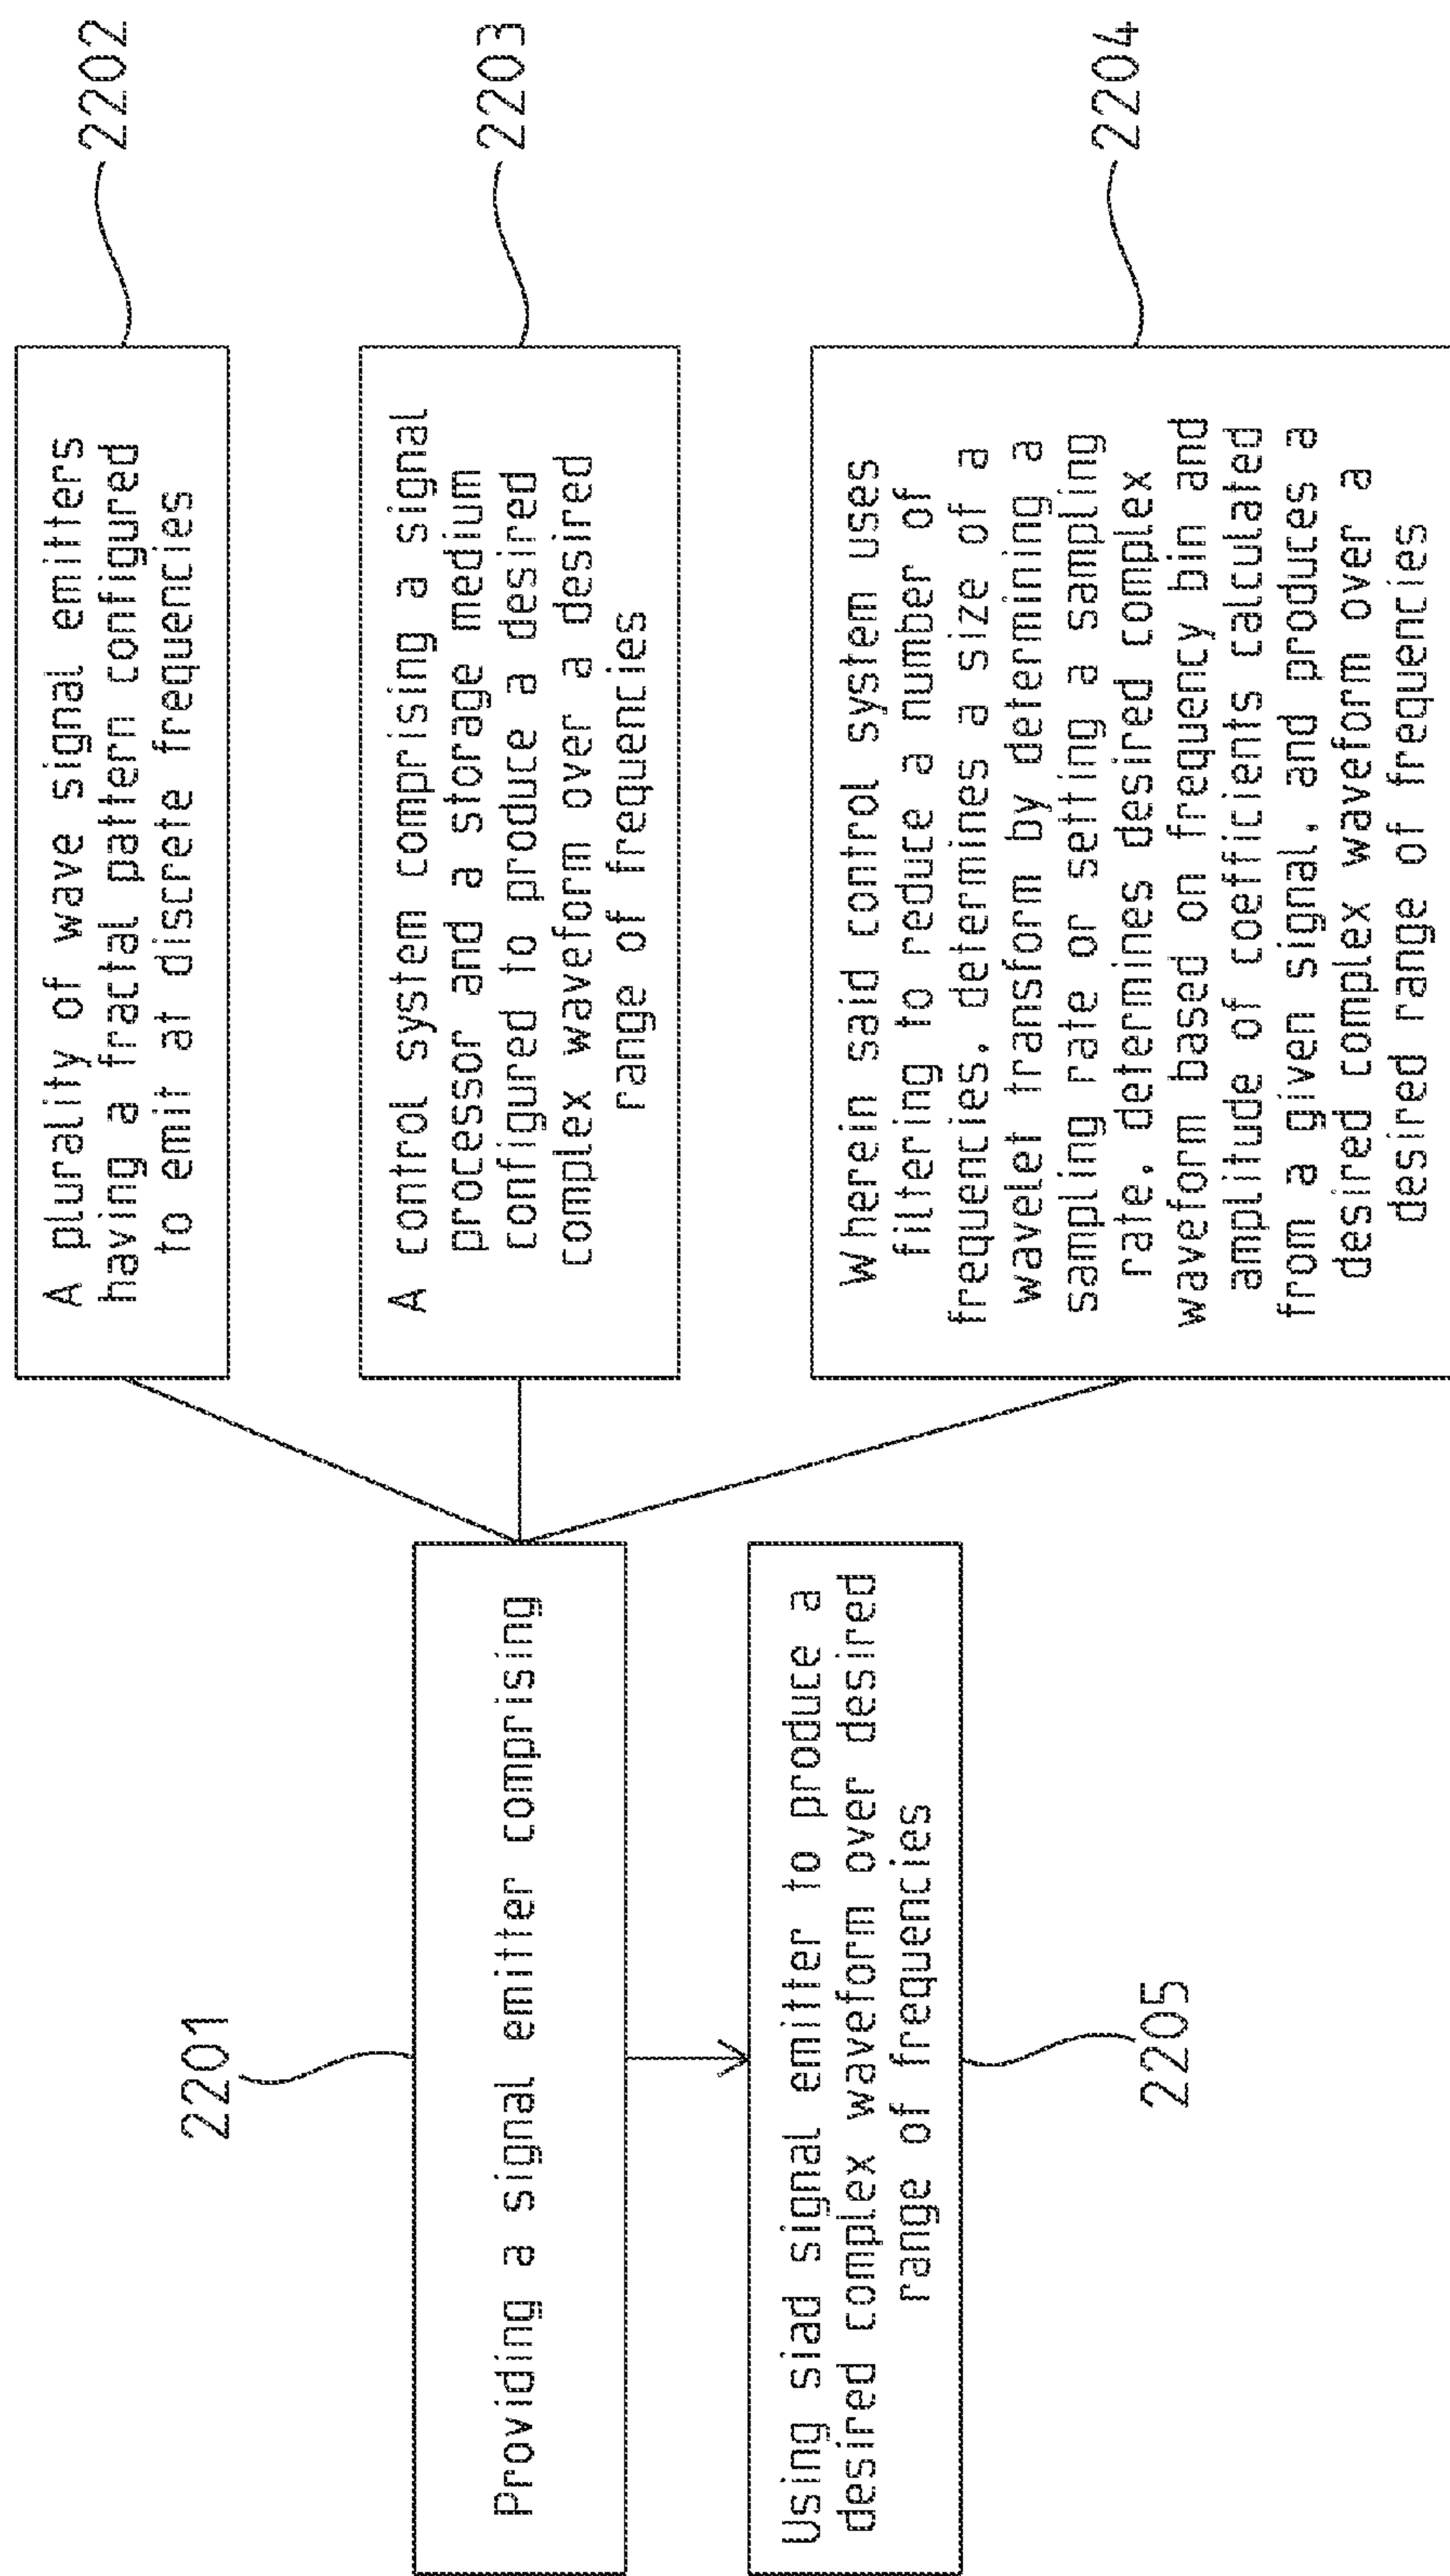 2201
Providing a signal emitter comprising
Using siad signal emitter to produce a
desired complex waveform over desired
range of frequencies
2205
A plurality of wave signal emitters
having a fractal pattern configured
to emit at discrete frequencies
2202
A control system comprising a signal
processor and a storage medium
configured to produce a desired
complex waveform over a desired
range of frequencies
2203
Wherein said control system uses
filtering to reduce a number of
frequencies, determines a size of a
wavelet transform by determining a
sampling rate or setting a sampling
rate, determines desired complex
waveform based on frequency bin and
amplitude of coefficients calculated
from a given signal, and produces a
desired complex waveform over a
desired range of frequencies
2204